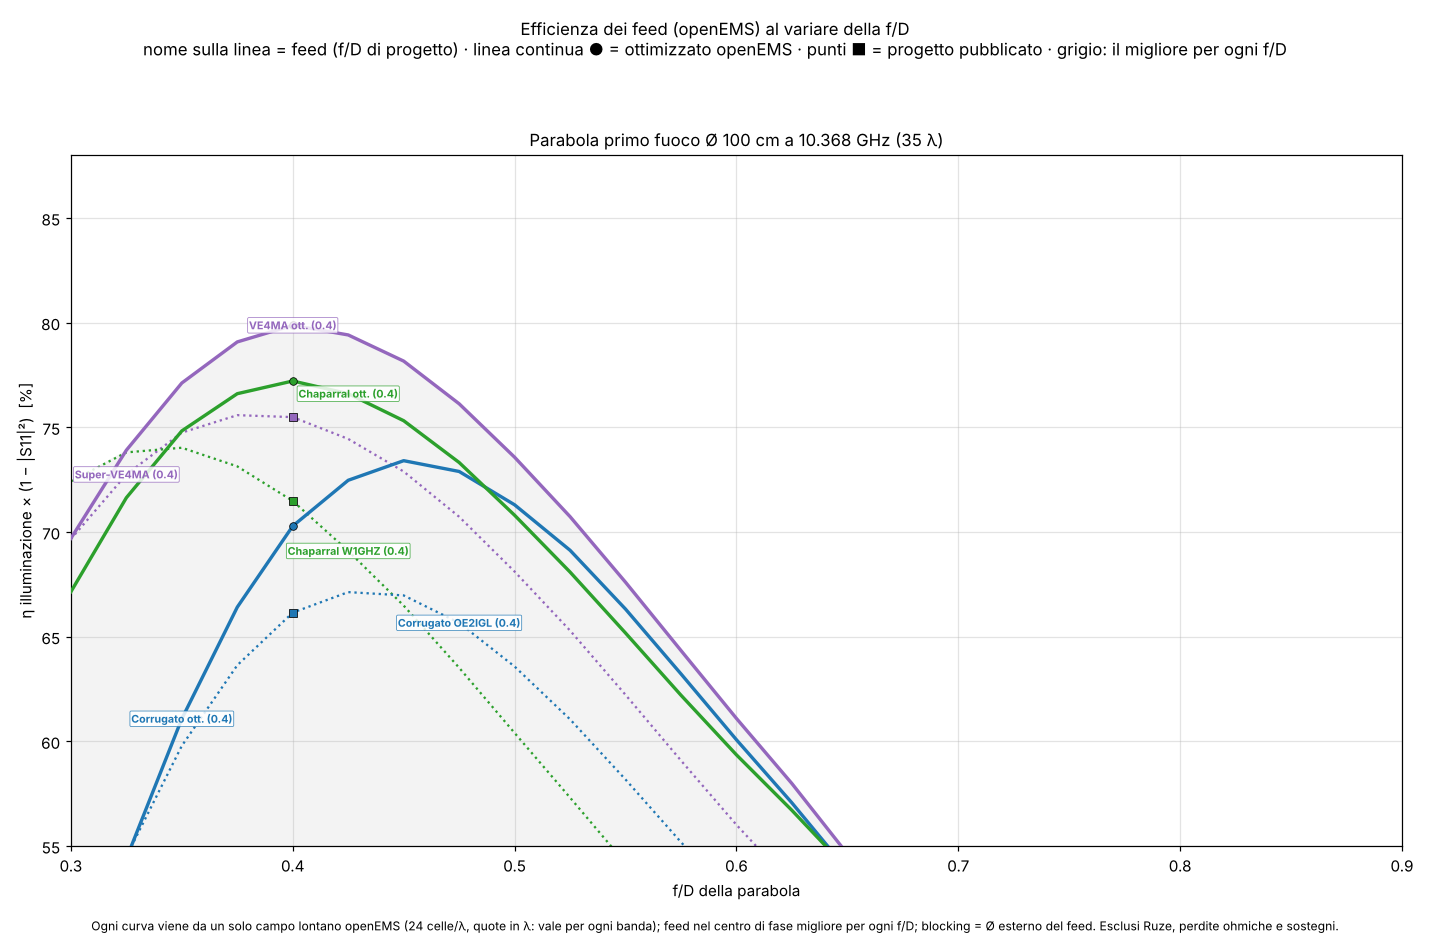 Efficienza dei feed (openEMS) al variare della f/D
nome sulla linea = feed (f/D di progetto) · linea continua ● = ottimizzato openEMS · punti ■ = progetto pubblicato · grigio: il migliore per ogni f/D
Parabola primo fuoco Ø 100 cm a 10.368 GHz (35 λ)
η illuminazione × (1 − |S11|²) [%]
85
80
75
70
65
60
55
VE4MA ott. (0.4)
Chaparral ott. (0.4)
Super-VE4MA (0.4)
Chaparral W1GHZ (0.4)
Corrugato OE2IGL (0.4)
Corrugato ott. (0.4)
0.3 0.4 0.5 0.6 0.7 0.8 0.9
f/D della parabola
Ogni curva viene da un solo campo lontano openEMS (24 celle/λ, quote in λ: vale per ogni banda); feed nel centro di fase migliore per ogni f/D; blocking = Ø esterno del feed. Esclusi Ruze, perdite ohmiche e sostegni.